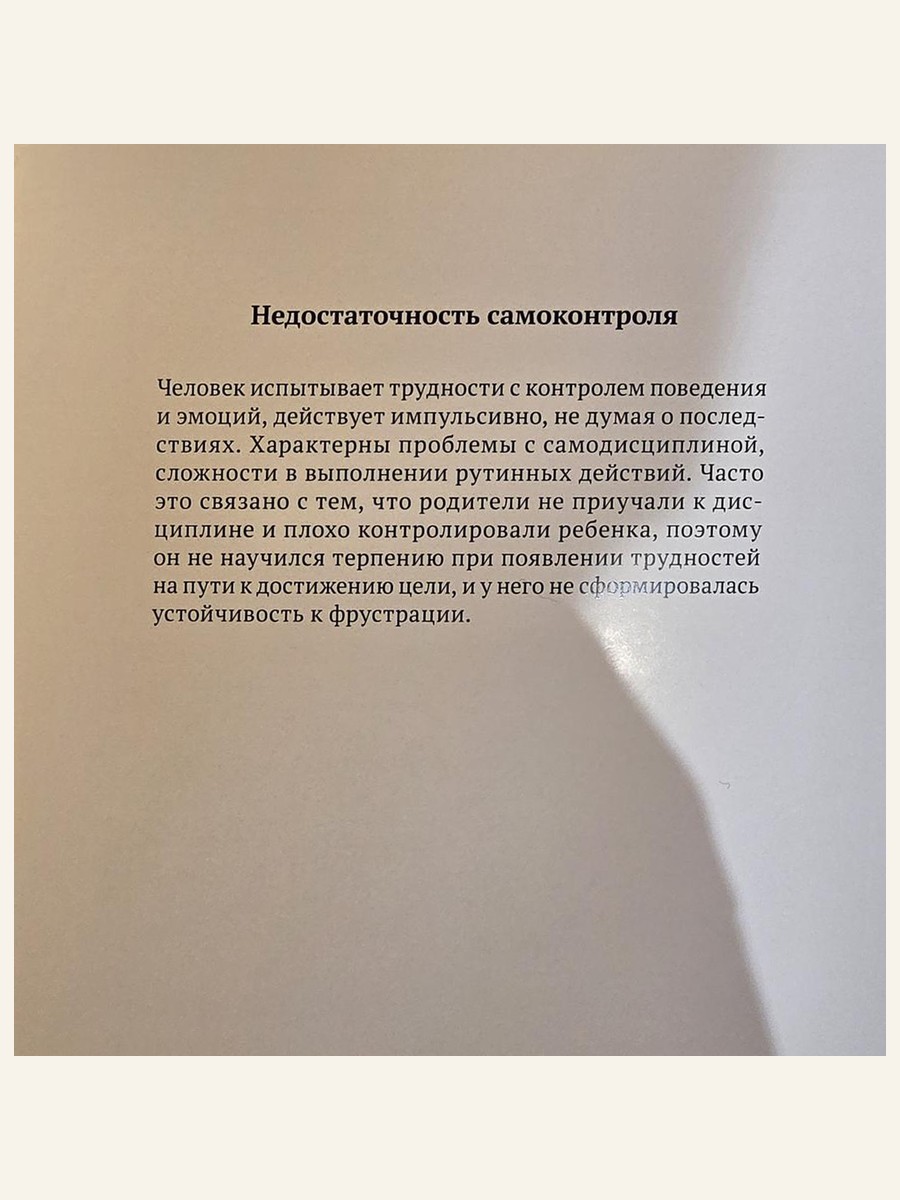 Недостаточность самоконтроля
Человек испытывает трудности с контролем поведения
и эмоций, действует импульсивно, не думая о послед-
ствиях. Характерны проблемы с самодисциплиной,
сложности в выполнении рутинных действий. Часто
это связано с тем, что родители не приучали к дис-
циплине и плохо контролировали ребенка, поэтому
он не научился терпению при появлении трудностей
на пути к достижению цели, и у него не сформировалась
устойчивость к фрустрации.